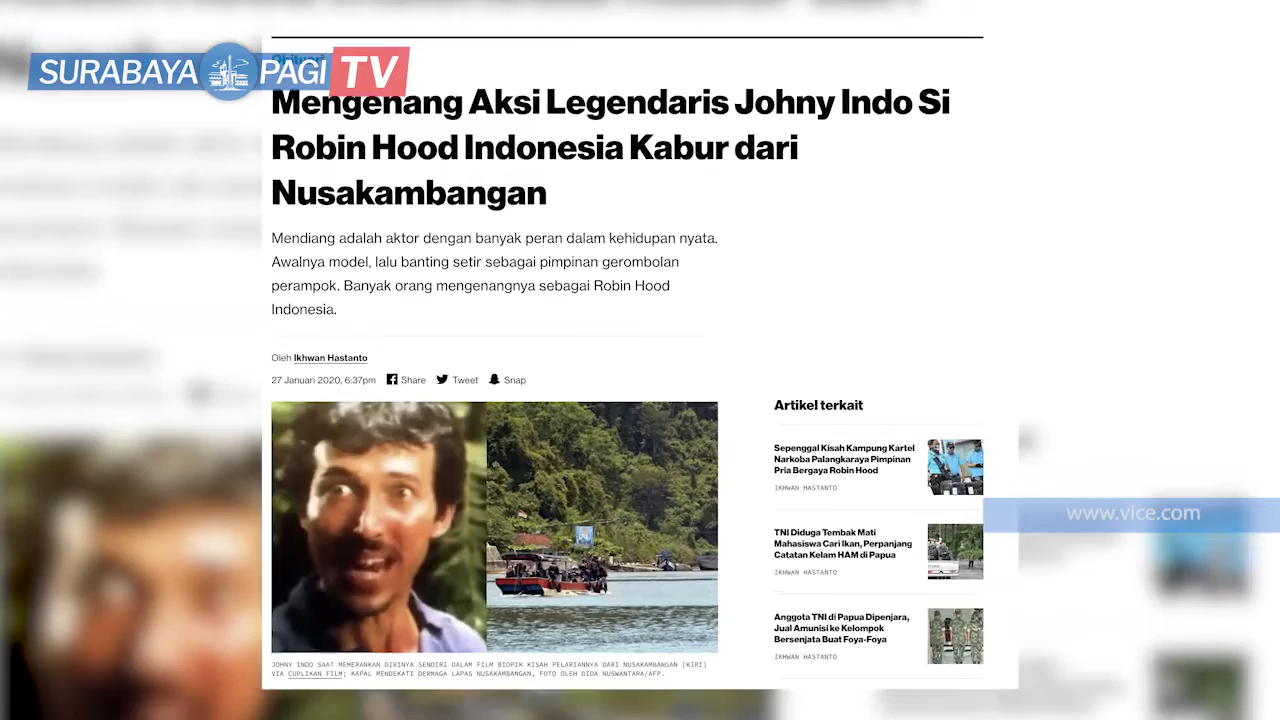 SURABAYA PAGI TV
Obituari
Mengenang Aksi Legendaris Johny Indo Si
Robin Hood Indonesia Kabur dari
Nusakambangan
Mendiang adalah aktor dengan banyak peran dalam kehidupan nyata.
Awalnya model, lalu banting setir sebagai pimpinan gerombolan
perampok. Banyak orang mengenangnya sebagai Robin Hood
Indonesia.
Oleh Ikhwan Hastanto
27 Januari 2020, 6:37pm Share Tweet Snap
JOHNY INDO SAAT MEMERANKAN DIRINYA SENDIRI DALAM FILM BIOPIK KISAH PELARIANNYA DARI NUSAKAMBANGAN [KIRI]
VIA CUPLIKAN FILM; KAPAL MENDEKATI DERMAGA LAPAS NUSAKAMBANGAN, FOTO OLEH DIDA NUSWANTARA/AFP.
Artikel terkait
Sepenggal Kisah Kampung Kartel
Narkoba Palangkaraya Pimpinan
Pria Bergaya Robin Hood
IKHWAN HASTANTO
TNI Diduga Tembak Mati
Mahasiswa Cari Ikan, Perpanjang
Catatan Kelam HAM di Papua
IKHWAN HASTANTO
Anggota TNI di Papua Dipenjara,
Jual Amunisi ke Kelompok
Bersenjata Buat Foya-Foya
IKHWAN HASTANTO
www.vice.com